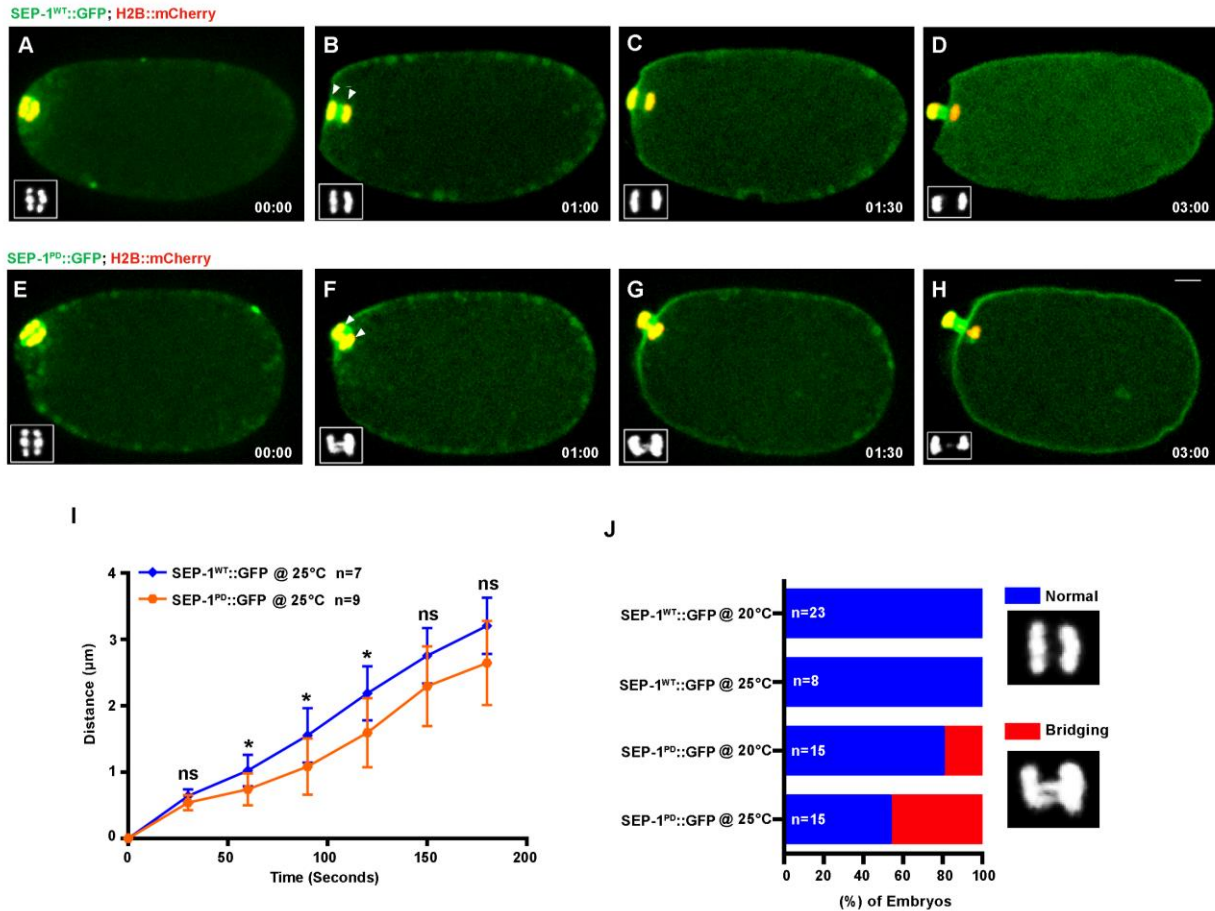 SEP-1ᵂᵀ::GFP; H2B::mCherry
A
B
C
D
00:00
01:00
01:30
03:00
SEP-1ᴾᴰ::GFP; H2B::mCherry
E
F
G
H
00:00
01:00
01:30
03:00
I
SEP-1ᵂᵀ::GFP @ 25°C n=7
SEP-1ᴾᴰ::GFP @ 25°C n=9
4
3
2
1
0
Distance (µm)
ns
*
*
*
ns
ns
0
50
100
150
200
Time (Seconds)
J
SEP-1ᵂᵀ::GFP @ 20°C
n=23
SEP-1ᵂᵀ::GFP @ 25°C
n=8
SEP-1ᴾᴰ::GFP @ 20°C
n=15
SEP-1ᴾᴰ::GFP @ 25°C
n=15
0
20
40
60
80
100
(%) of Embryos
Normal
Bridging